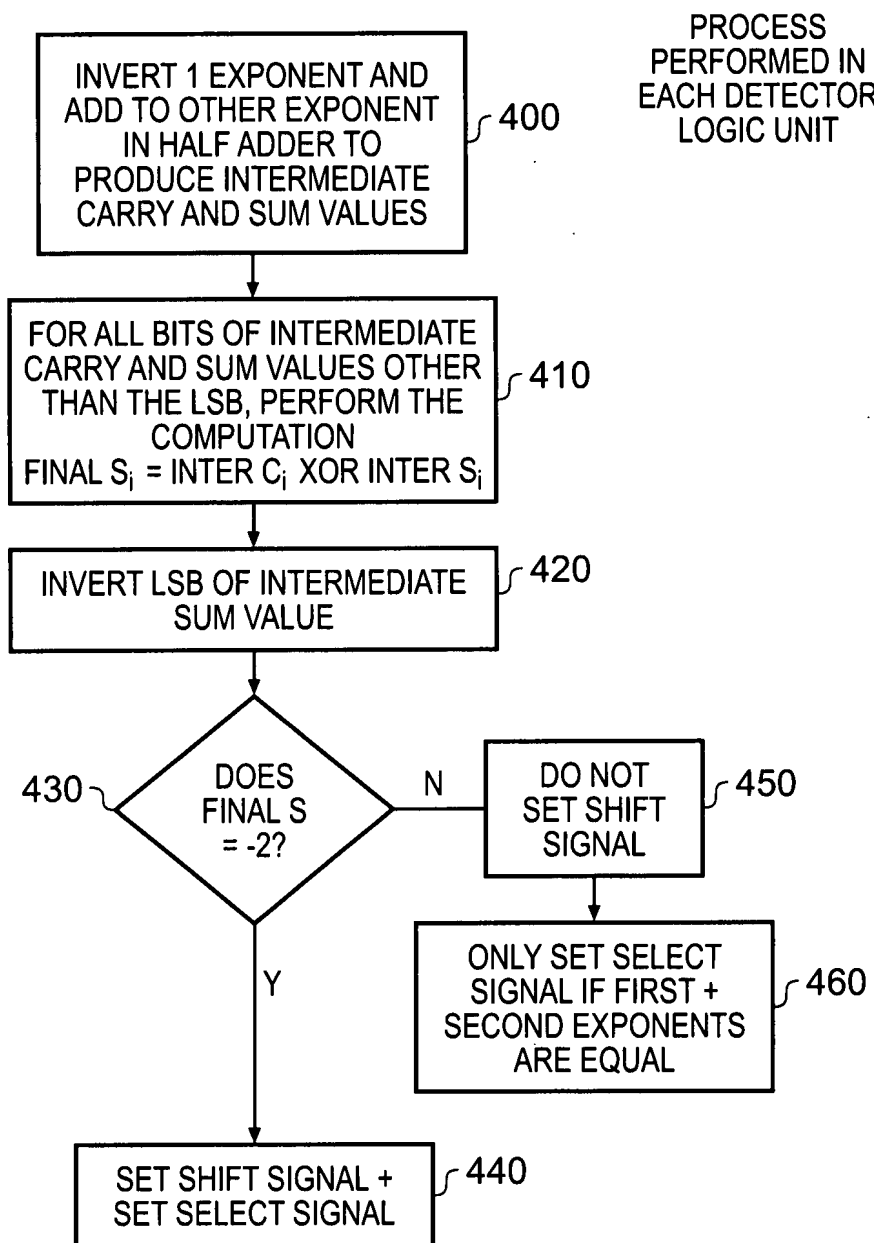 PROCESS
PERFORMED IN
EACH DETECTOR
LOGIC UNIT
INVERT 1 EXPONENT AND
ADD TO OTHER EXPONENT
IN HALF ADDER TO
PRODUCE INTERMEDIATE
CARRY AND SUM VALUES
400
FOR ALL BITS OF INTERMEDIATE
CARRY AND SUM VALUES OTHER
THAN THE LSB, PERFORM THE
COMPUTATION
FINAL Si = INTER Ci XOR INTER Si
410
INVERT LSB OF INTERMEDIATE
SUM VALUE
420
DOES
FINAL S
= -2?
430
N
DO NOT
SET SHIFT
SIGNAL
450
Y
ONLY SET SELECT
SIGNAL IF FIRST +
SECOND EXPONENTS
ARE EQUAL
460
SET SHIFT SIGNAL +
SET SELECT SIGNAL
440